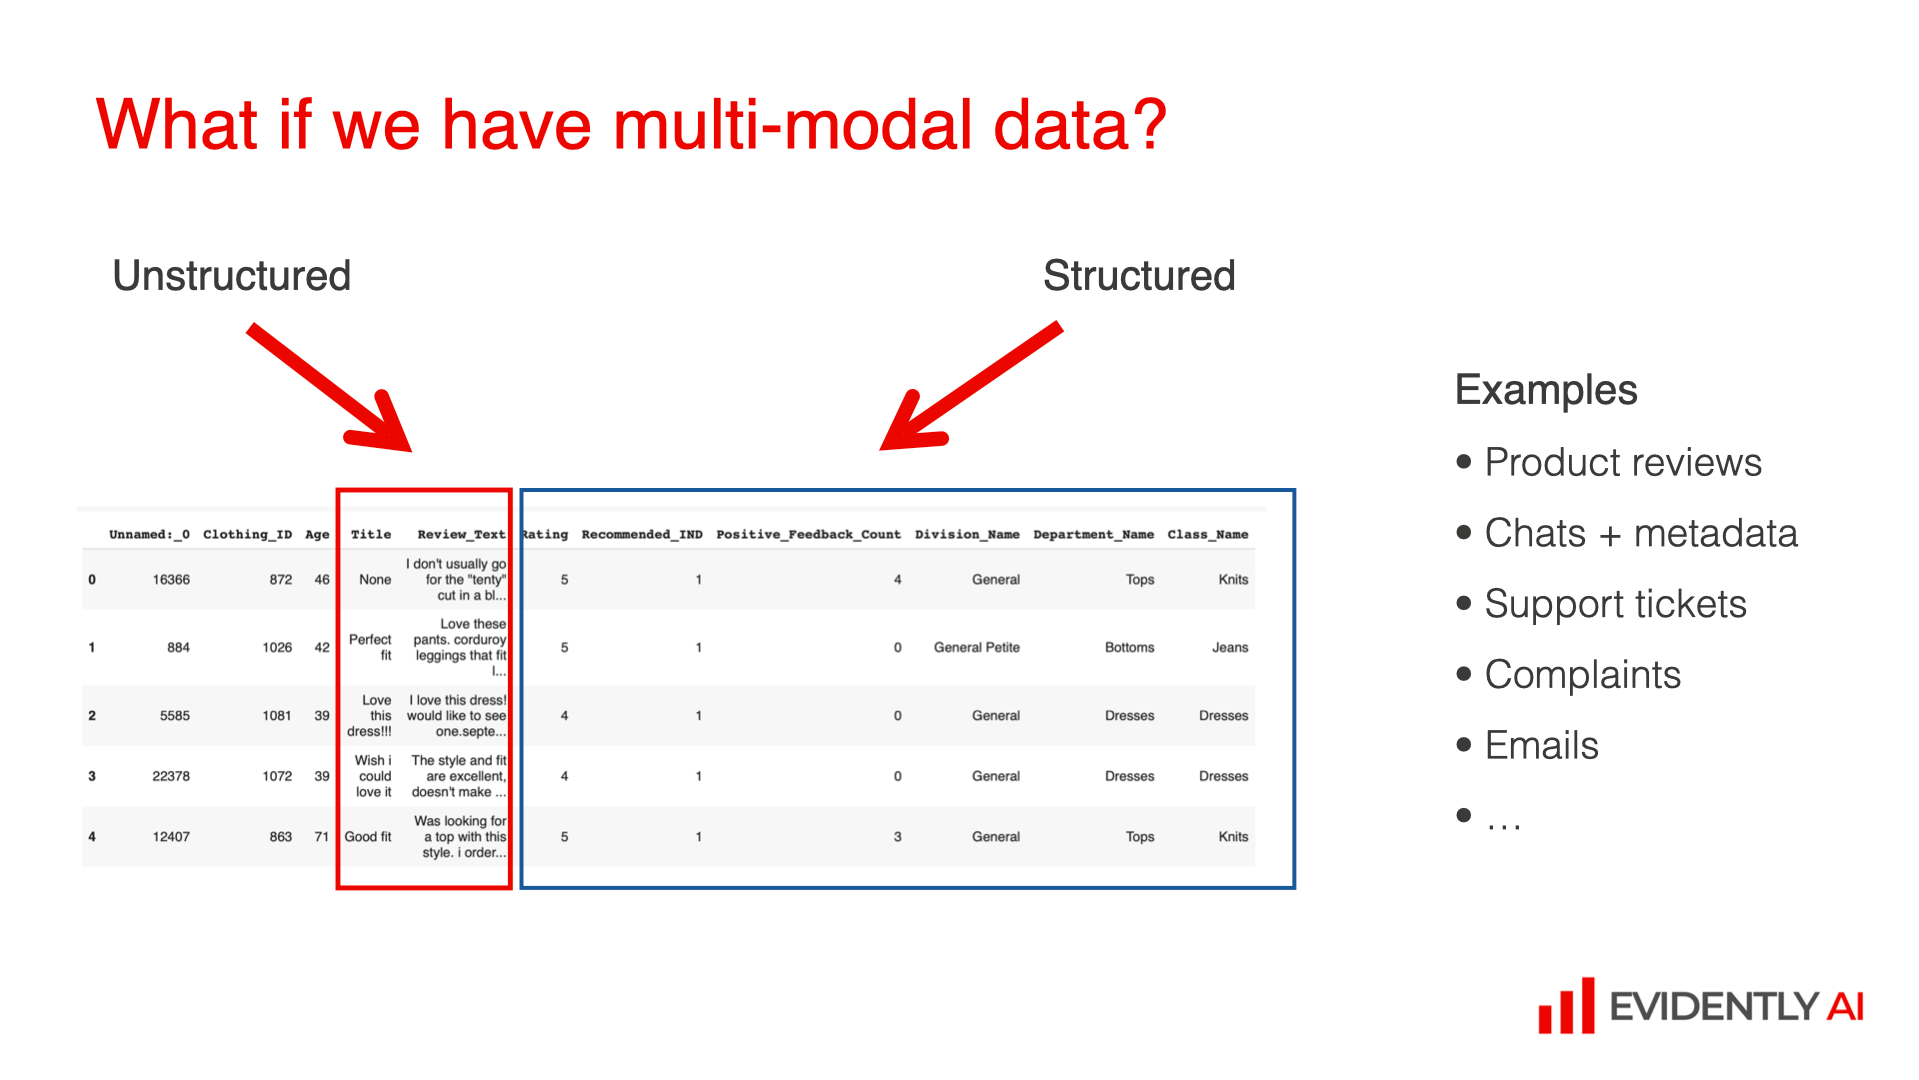 What if we have multi-modal data?
Unstructured
Structured
Unnamed:_0 Clothing_ID Age Title Review_Text Rating Recommended_IND Positive_Feedback_Count Division_Name Department_Name Class_Name
0 16366 872 46 None I don't usually go for the "tenty" cut in a bl... 5 1 4 General Tops Knits
1 884 1026 42 Perfect fit Love these pants. corduroy leggings that fit l... 5 1 0 General Petite Bottoms Jeans
2 5585 1081 39 Love this dress!!! I love this dress! would like to see one.septe... 4 1 0 General Dresses Dresses
3 22378 1072 39 Wish i could love it The style and fit are excellent, doesn't make ... 4 1 0 General Dresses Dresses
4 12407 863 71 Good fit Was looking for a top with this style. i order... 5 1 3 General Tops Knits
Examples
• Product reviews
• Chats + metadata
• Support tickets
• Complaints
• Emails
• …
EVIDENTLY AI